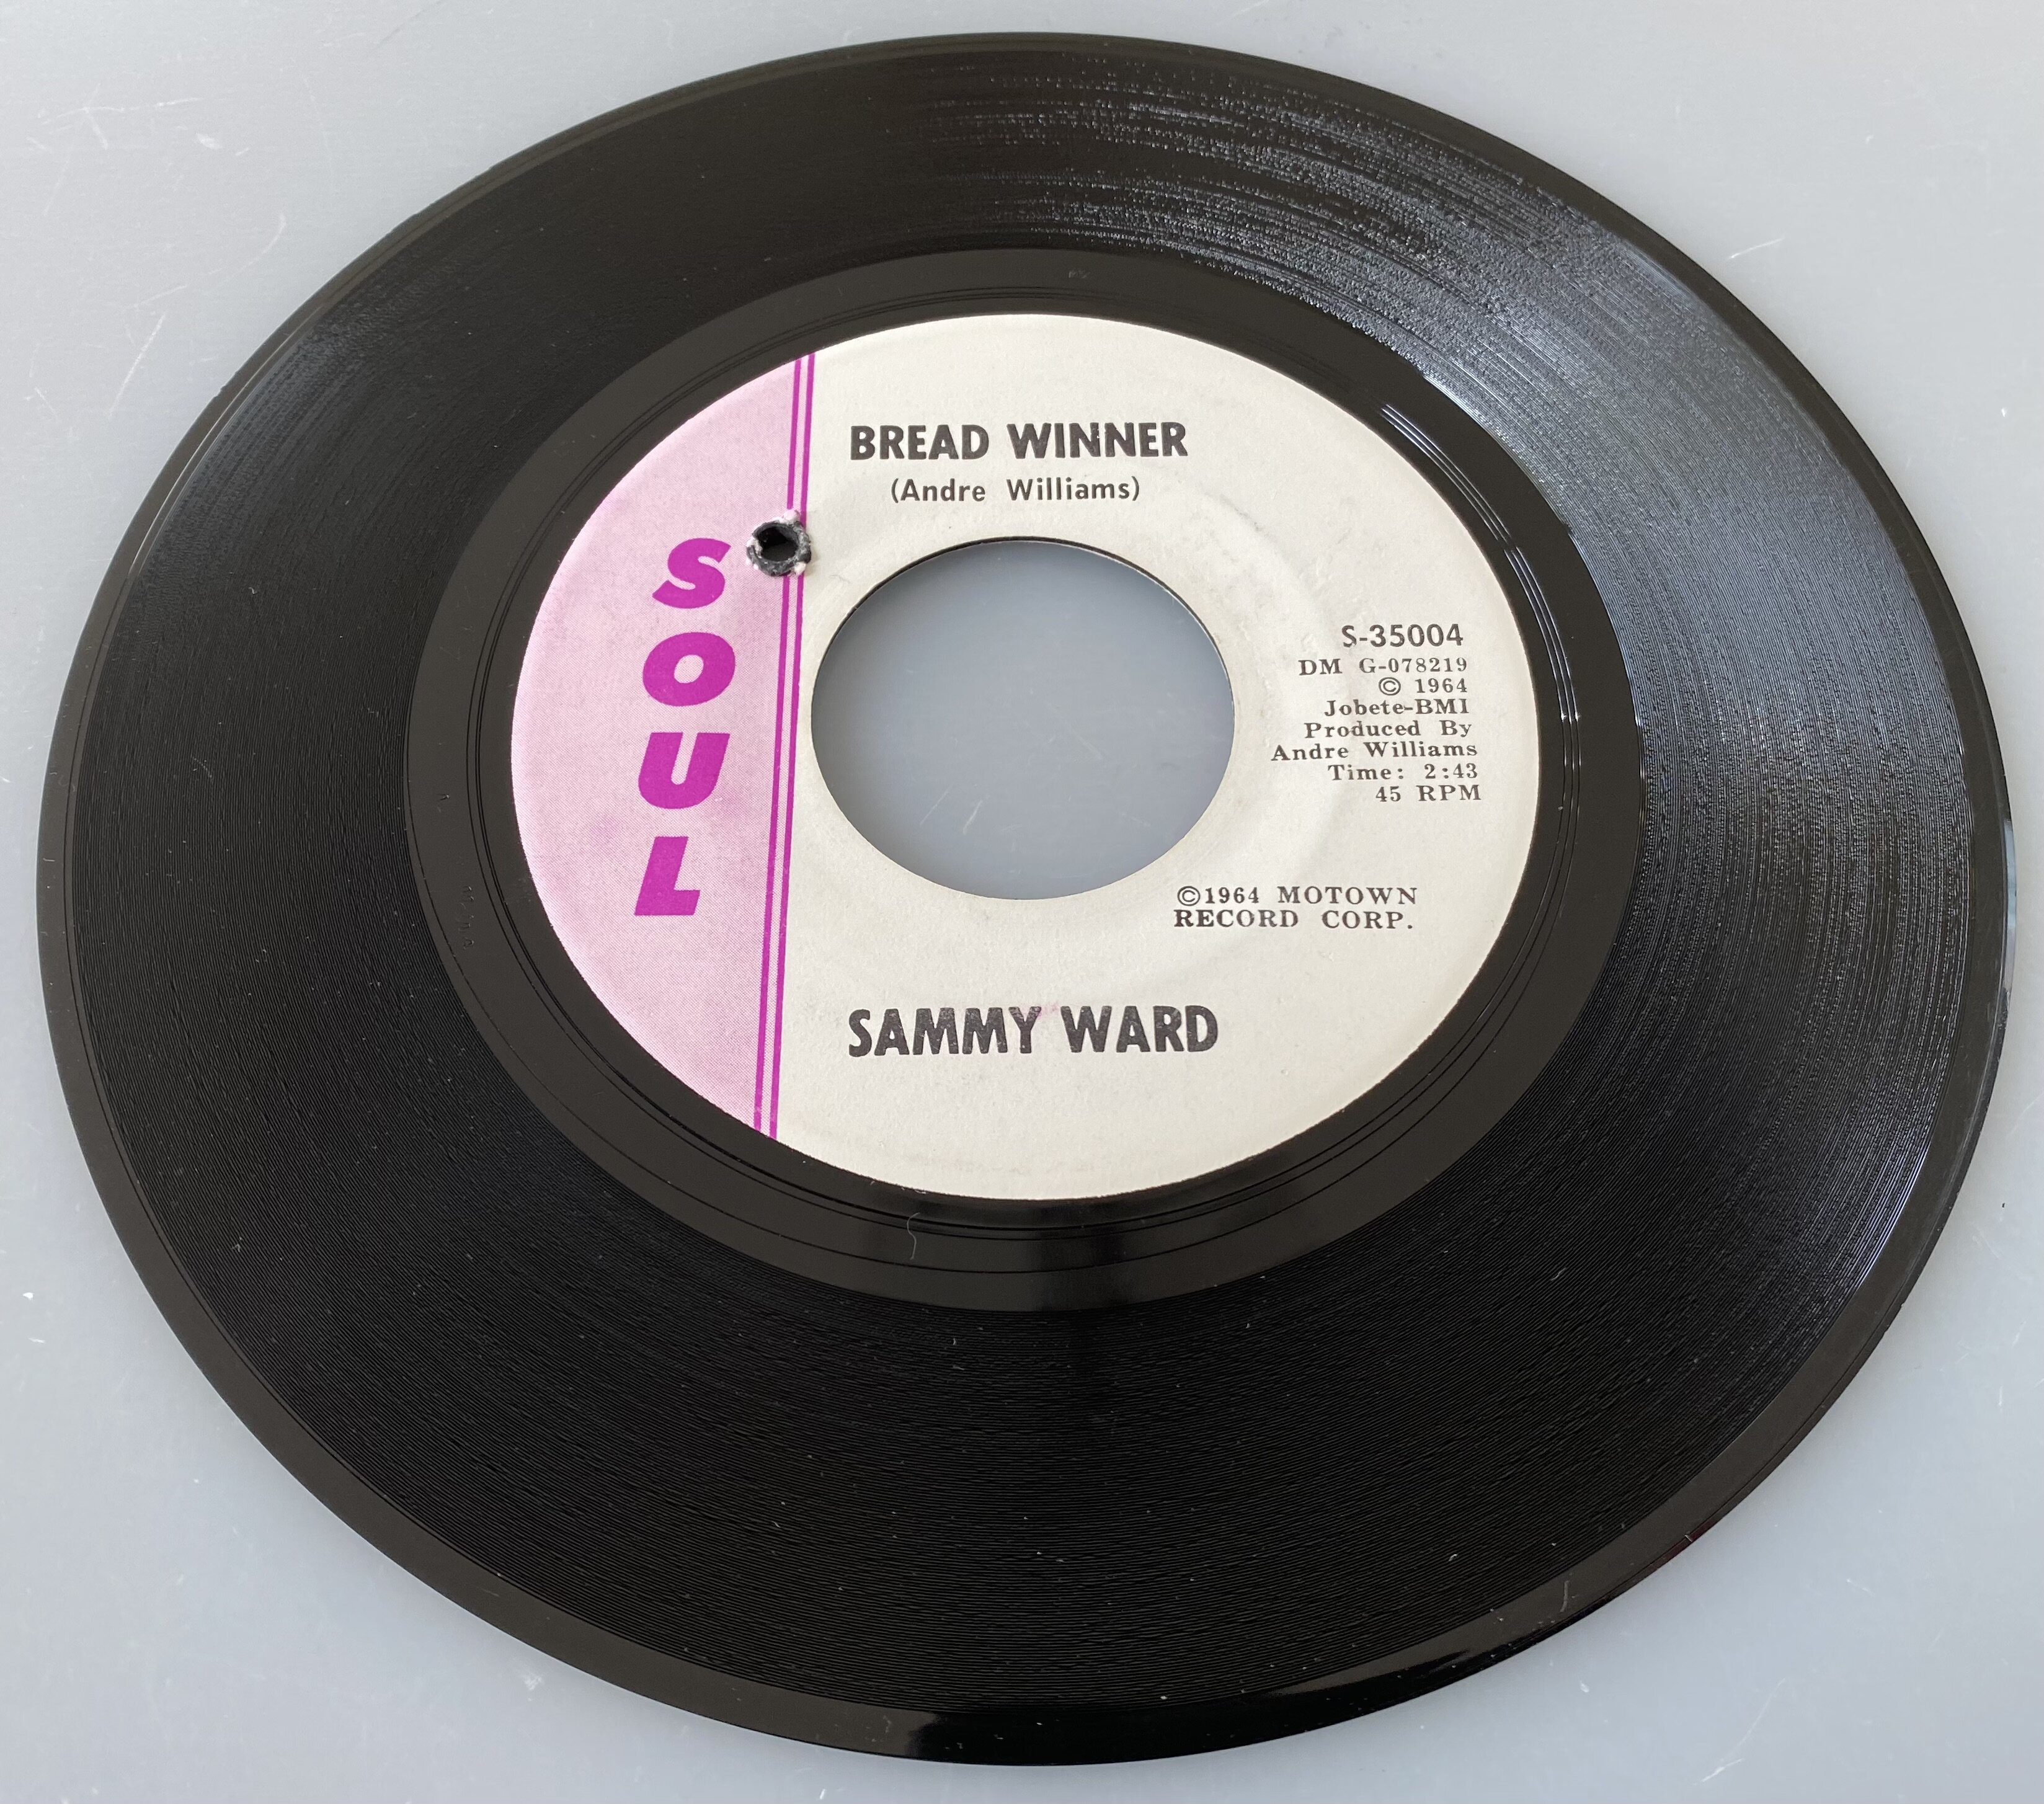 BREAD WINNER
(Andre Williams)
SOUL
S-35004
DM G-078219
© 1964
Jobete-BMI
Produced By
Andre Williams
Time: 2:43
45 RPM
©1964 MOTOWN
RECORD CORP.
SAMMY WARD